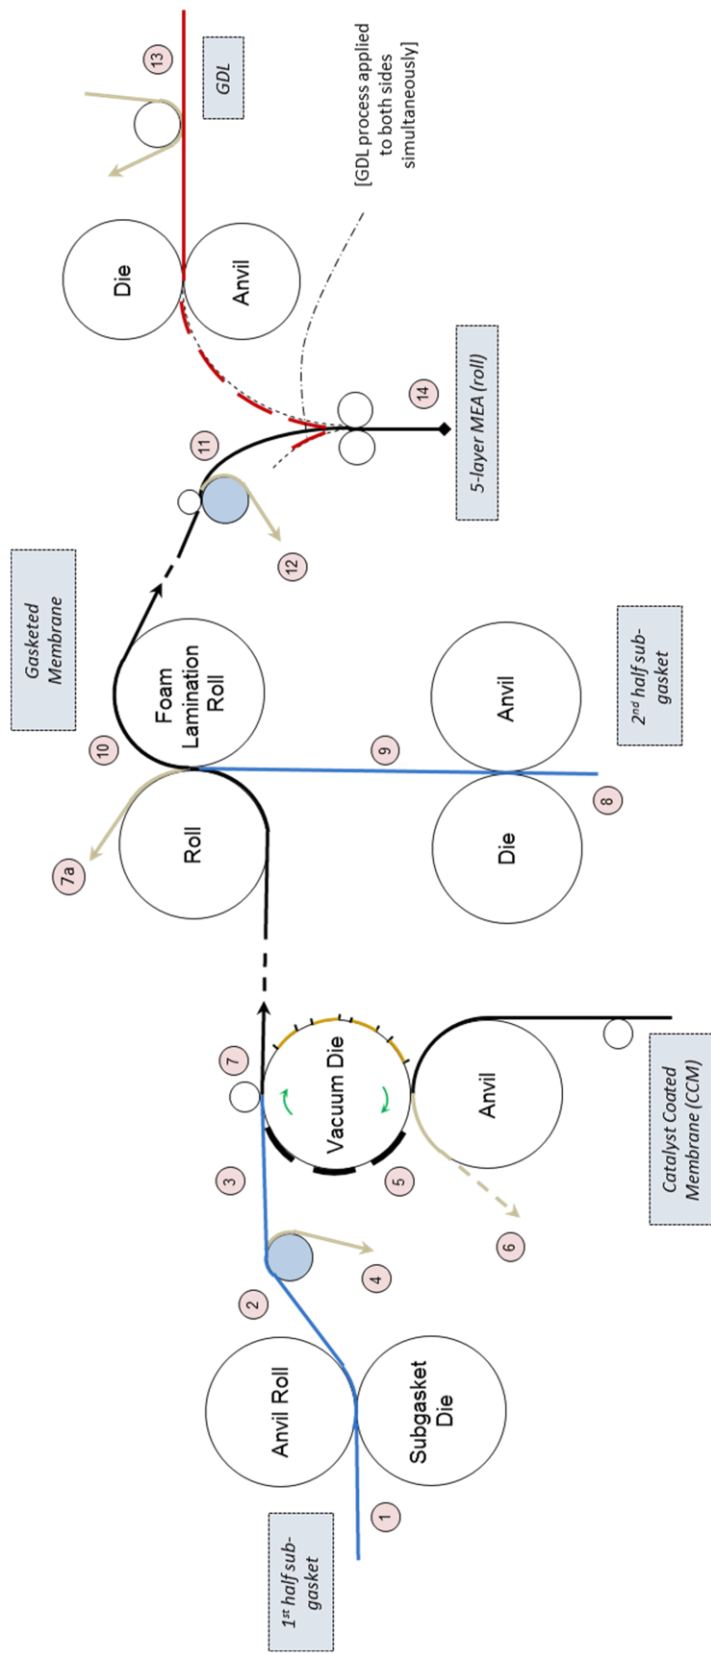 1st half sub-
gasket
1
Anvil Roll
Subgasket
Die
2
4
3
5
6
7
Vacuum Die
Anvil
Catalyst Coated
Membrane (CCM)
7a
Roll
Foam
Lamination
Roll
10
9
8
Die
Anvil
2nd half sub-
gasket
Gasketed
Membrane
12
11
14
5-layer MEA (roll)
Die
Anvil
13
GDL
[GDL process applied
to both sides
simultaneously]